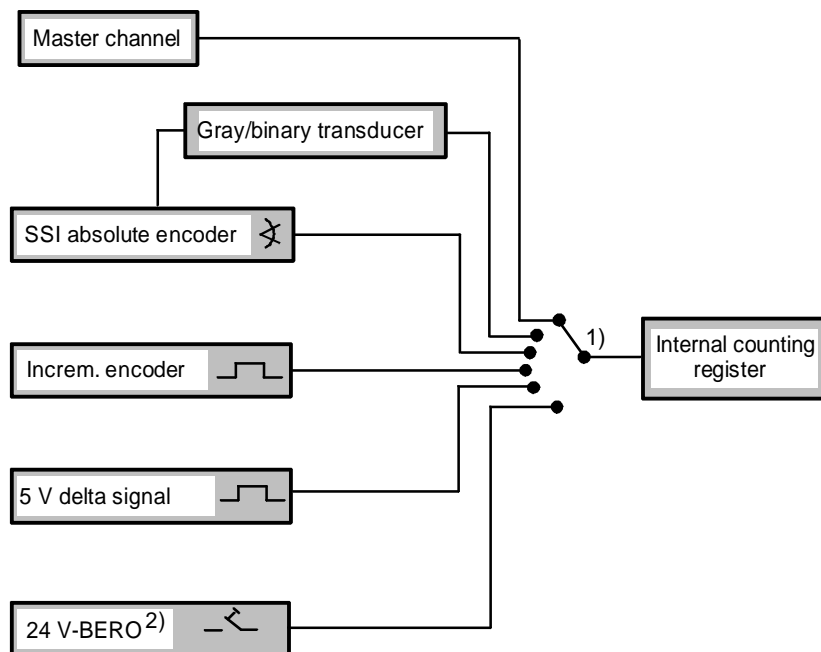 Master channel
Gray/binary transducer
SSI absolute encoder
1)
Internal counting
register
Increm. encoder
5 V delta signal
24 V-BERO2)